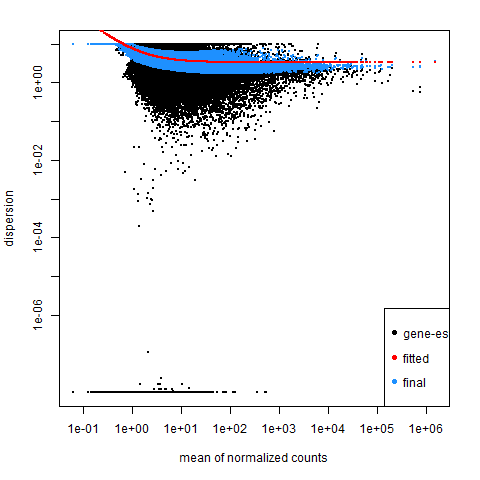 1e+00
1e-02
1e-04
1e-06
dispersion
gene-es
fitted
final
1e-01 1e+00 1e+01 1e+02 1e+03 1e+04 1e+05 1e+06
mean of normalized counts